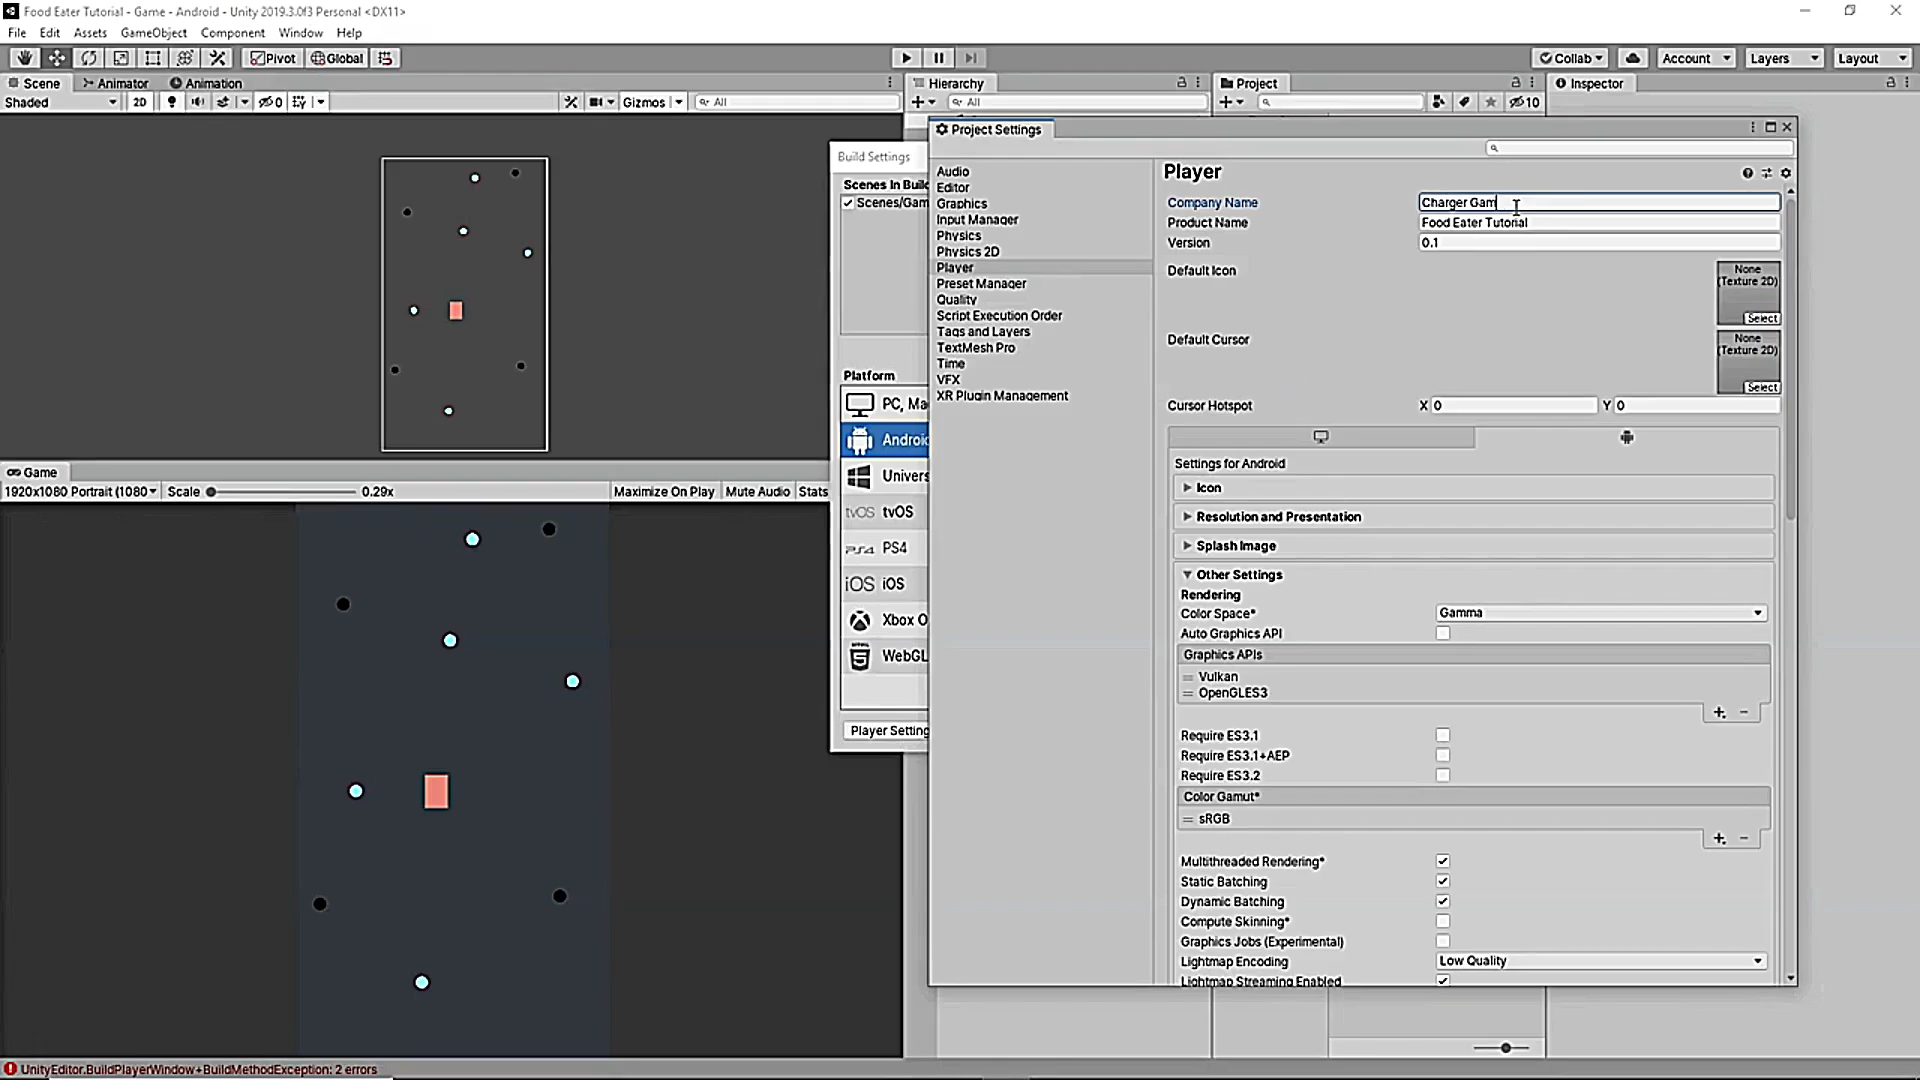 Food Eater Tutorial - Game - Android - Unity 2019.3.0f3 Personal <DX11>
File Edit Assets GameObject Component Window Help
Pivot Global Collab Account Layers Layout
Scene Animator Animation Hierarchy Project Inspector
Shaded 2D 0 Gizmos All All 10
Project Settings
Build Settings
Scenes In Buil
Scenes/Gam
Platform
PC, Ma
Android
Univers
tvOS tvOS
PS4 PS4
iOS iOS
Xbox O
WebGL
Player Setting
Audio
Editor
Graphics
Input Manager
Physics
Physics 2D
Player
Preset Manager
Quality
Script Execution Order
Tags and Layers
TextMesh Pro
Time
VFX
XR Plugin Management
Player
Company Name Charger Gam
Product Name Food Eater Tutorial
Version 0.1
Default Icon None (Texture 2D) Select
Default Cursor None (Texture 2D) Select
Cursor Hotspot X 0 Y 0
Settings for Android
Icon
Resolution and Presentation
Splash Image
Other Settings
Rendering
Color Space* Gamma
Auto Graphics API
Graphics APIs
Vulkan
OpenGLES3
Require ES3.1
Require ES3.1+AEP
Require ES3.2
Color Gamut*
sRGB
Multithreaded Rendering*
Static Batching
Dynamic Batching
Compute Skinning*
Graphics Jobs (Experimental)
Lightmap Encoding Low Quality
Lightmap Streaming Enabled
Game
1920x1080 Portrait (1080 Scale 0.29x Maximize On Play Mute Audio Stats
UnityEditor.BuildPlayerWindow+BuildMethodException: 2 errors